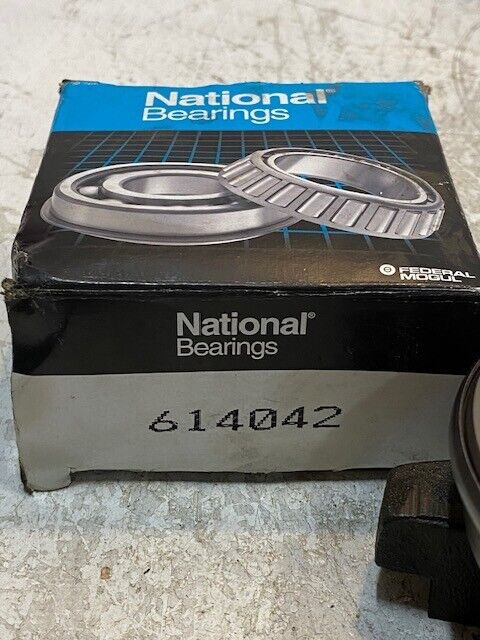 National®
Bearings
FEDERAL
MOGUL
National®
Bearings
614042